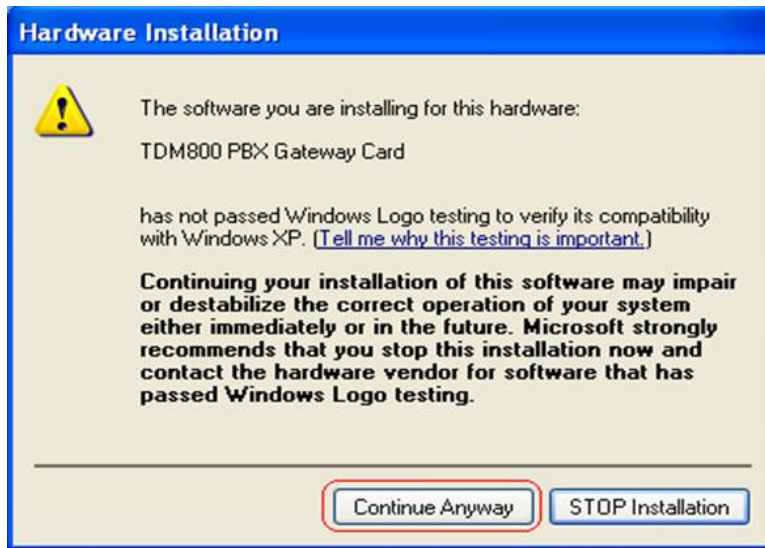 Hardware Installation
The software you are installing for this hardware:
TDM800 PBX Gateway Card
has not passed Windows Logo testing to verify its compatibility
with Windows XP. (Tell me why this testing is important.)
Continuing your installation of this software may impair
or destabilize the correct operation of your system
either immediately or in the future. Microsoft strongly
recommends that you stop this installation now and
contact the hardware vendor for software that has
passed Windows Logo testing.
Continue Anyway STOP Installation